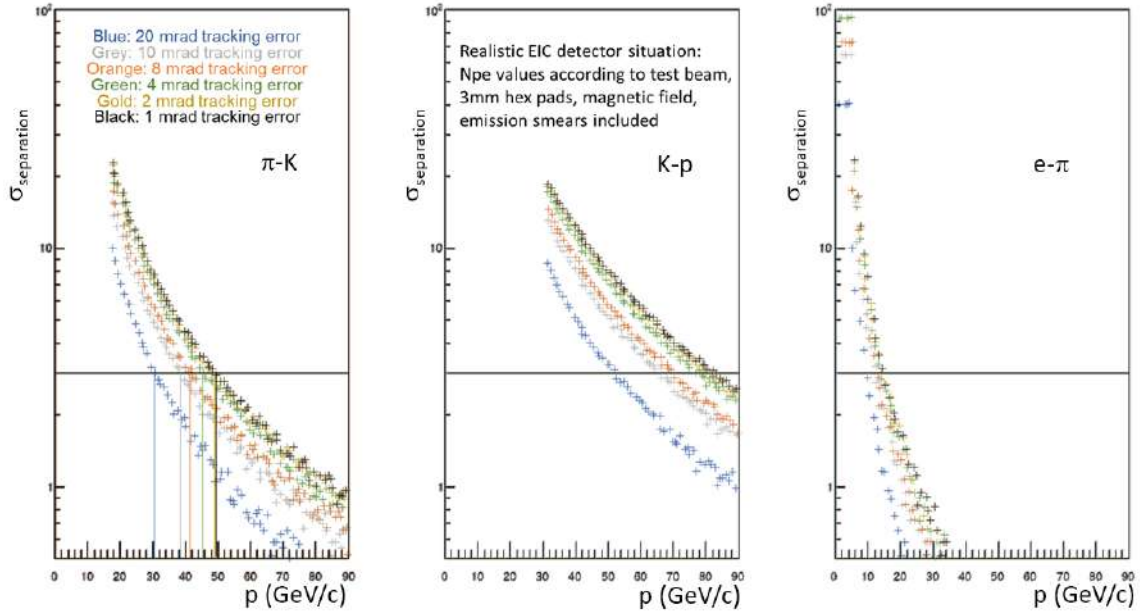 10²
10²
10²
Blue: 20 mrad tracking error
Grey: 10 mrad tracking error
Orange: 8 mrad tracking error
Green: 4 mrad tracking error
Gold: 2 mrad tracking error
Black: 1 mrad tracking error
Realistic EIC detector situation:
Npe values according to test beam,
3mm hex pads, magnetic field,
emission smears included
π-K
K-p
e-π
σseparation
σseparation
σseparation
10
10
10
1
1
1
0 10 20 30 40 50 60 70 80 90
0 10 20 30 40 50 60 70 80 90
0 10 20 30 40 50 60 70 80 90
p (GeV/c)
p (GeV/c)
p (GeV/c)